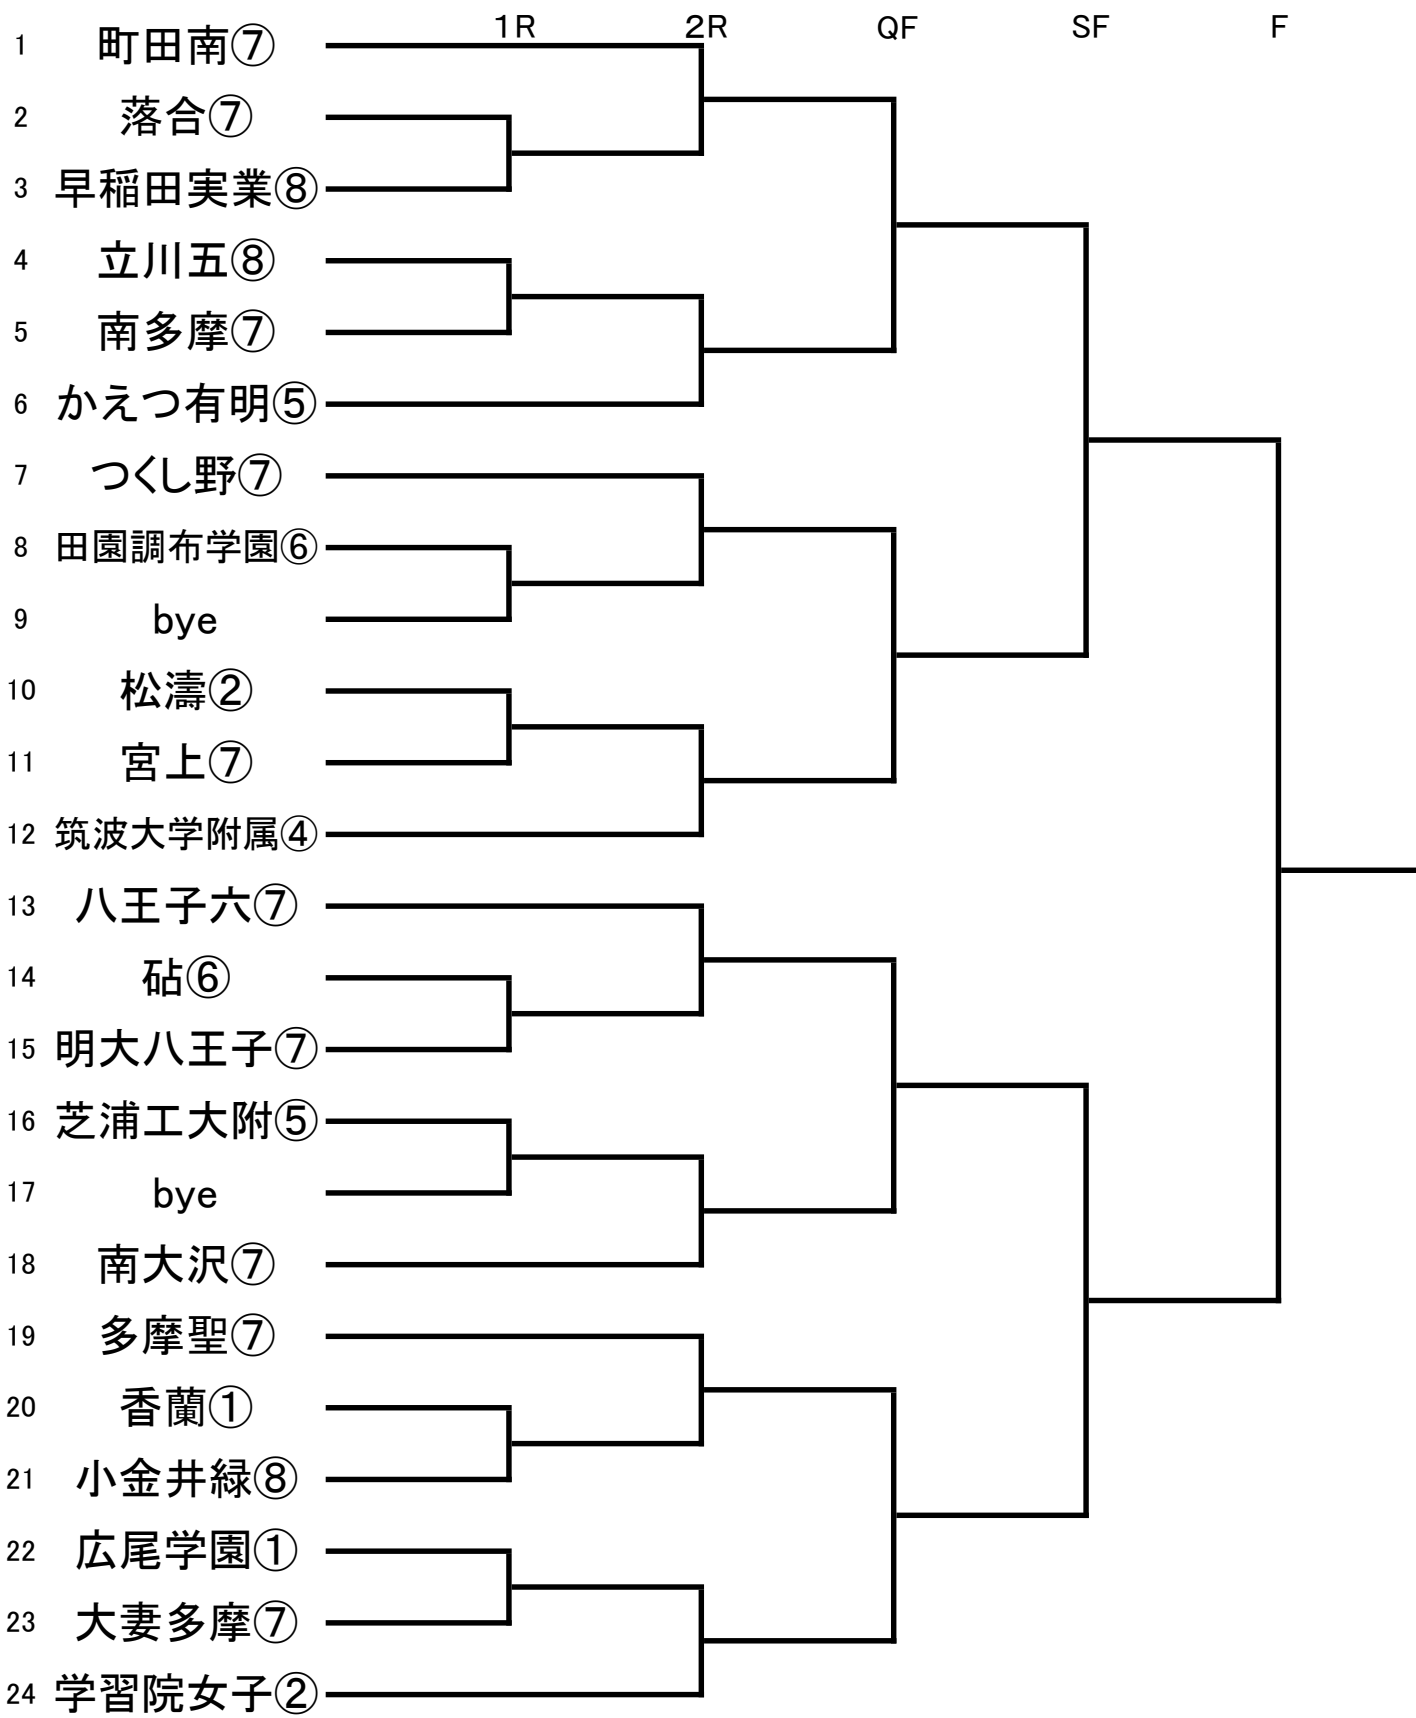 1R 2R QF SF F
1 町田南⑦
2 落合⑦
3 早稲田実業⑧
4 立川五⑧
5 南多摩⑦
6 かえつ有明⑤
7 つくし野⑦
8 田園調布学園⑥
9 bye
10 松濤②
11 宮上⑦
12 筑波大学附属④
13 八王子六⑦
14 砧⑥
15 明大八王子⑦
16 芝浦工大附⑤
17 bye
18 南大沢⑦
19 多摩聖⑦
20 香蘭①
21 小金井緑⑧
22 広尾学園①
23 大妻多摩⑦
24 学習院女子②